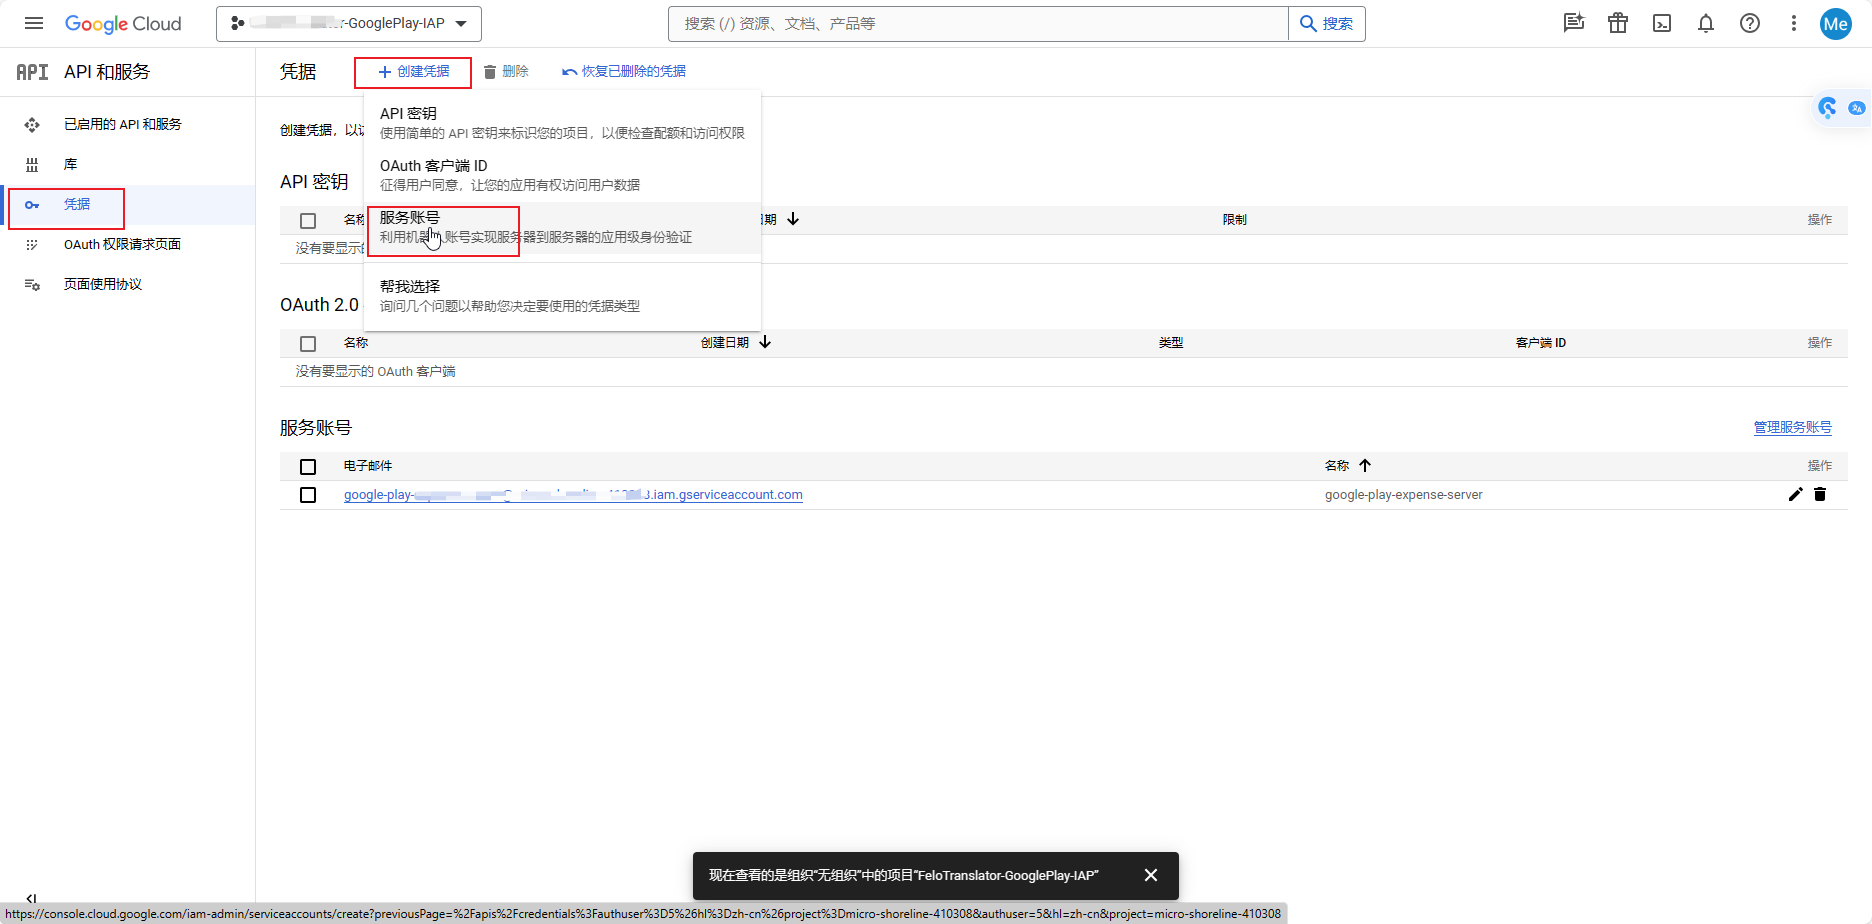 Google Cloud
r-GooglePlay-IAP
搜索 (/) 资源、文档、产品等
搜索
Me
API
API 和服务
凭据
创建凭据
删除
恢复已删除的凭据
已启用的 API 和服务
库
凭据
OAuth 权限请求页面
页面使用协议
创建凭据，以
API 密钥
使用简单的 API 密钥来标识您的项目，以便检查配额和访问权限
OAuth 客户端 ID
征得用户同意，让您的应用有权访问用户数据
服务账号
利用机器 账号实现服务器到服务器的应用级身份验证
帮我选择
询问几个问题以帮助您决定要使用的凭据类型
API 密钥
限制
操作
没有要显示
OAuth 2.0
名称
创建日期
类型
客户端 ID
操作
没有要显示的 OAuth 客户端
服务账号
管理服务账号
电子邮件
名称
操作
google-play- .iam.gserviceaccount.com
google-play-expense-server
现在查看的是组织“无组织”中的项目“FeloTranslator-GooglePlay-IAP”
https://console.cloud.google.com/iam-admin/serviceaccounts/create?previousPage=%2Fapis%2Fcredentials%3Fauthuser%3D5%26hl%3Dzh-cn%26project%3Dmicro-shoreline-410308&authuser=5&hl=zh-cn&project=micro-shoreline-410308